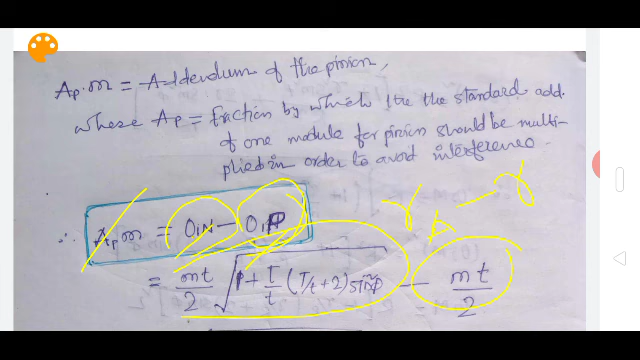 Ap.m = Addendum of the pinion,
where Ap = fraction by which the the standard add.
of one module for pinion should be multi-
plied in order to avoid interference.
∴ Ap m = O₁N − O₁P
= mt/2 √1 + T/t (T/t + 2) sin²φ − mt/2